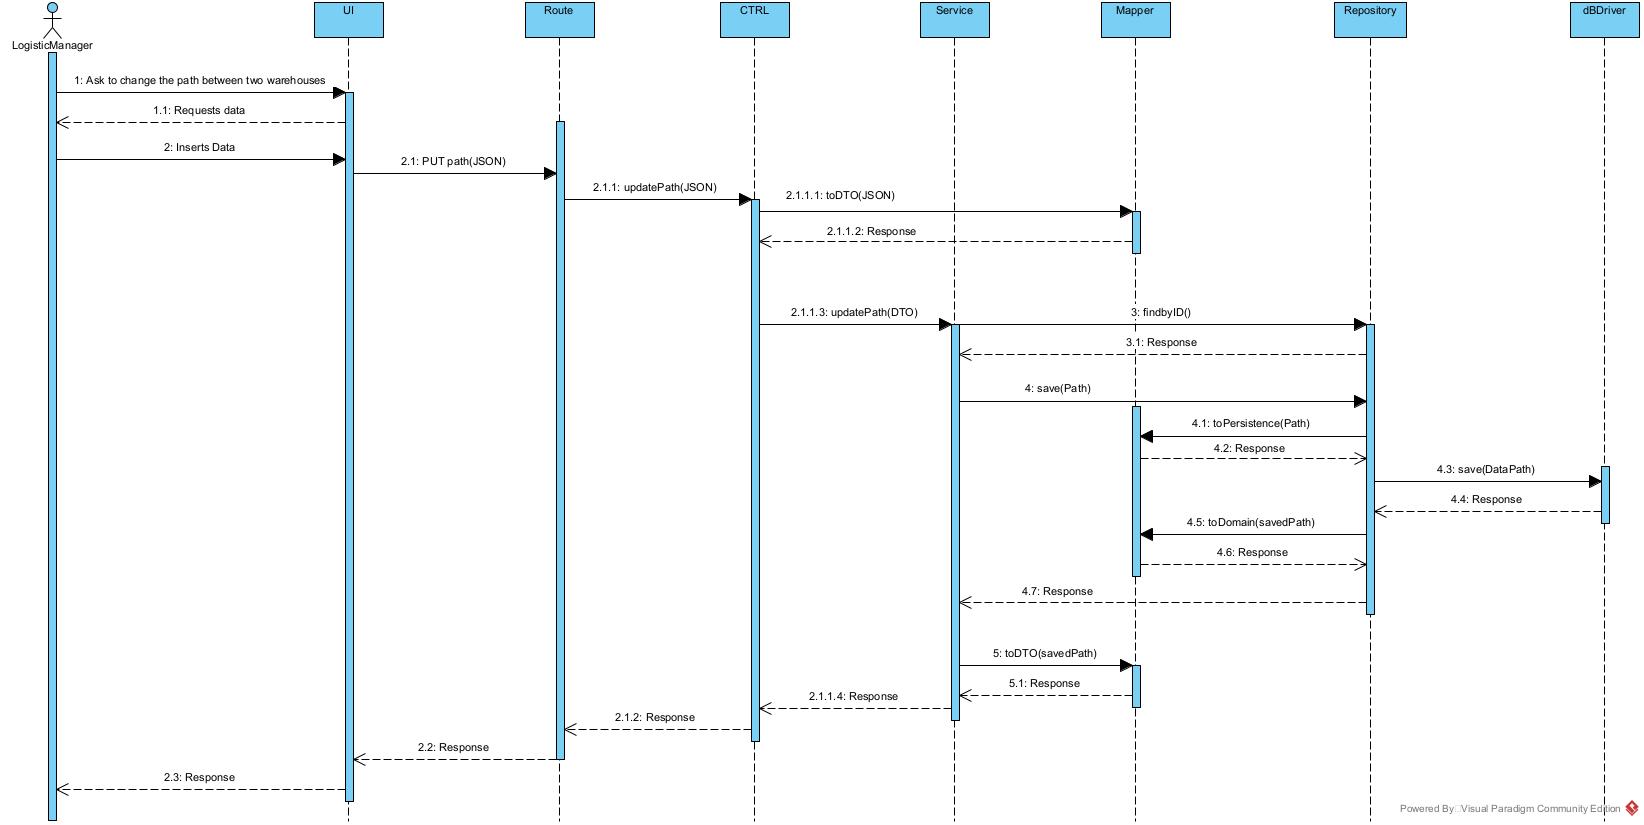 UI
Route
CTRL
Service
Mapper
Repository
dBDriver
LogisticManager
1: Ask to change the path between two warehouses
1.1: Requests data
2: Inserts Data
2.1: PUT path(JSON)
2.1.1: updatePath(JSON)
2.1.1.1: toDTO(JSON)
2.1.1.2: Response
2.1.1.3: updatePath(DTO)
3: findbyID()
3.1: Response
4: save(Path)
4.1: toPersistence(Path)
4.2: Response
4.3: save(DataPath)
4.4: Response
4.5: toDomain(savedPath)
4.6: Response
4.7: Response
5: toDTO(savedPath)
5.1: Response
2.1.1.4: Response
2.1.2: Response
2.2: Response
2.3: Response
Powered By Visual Paradigm Community Edition